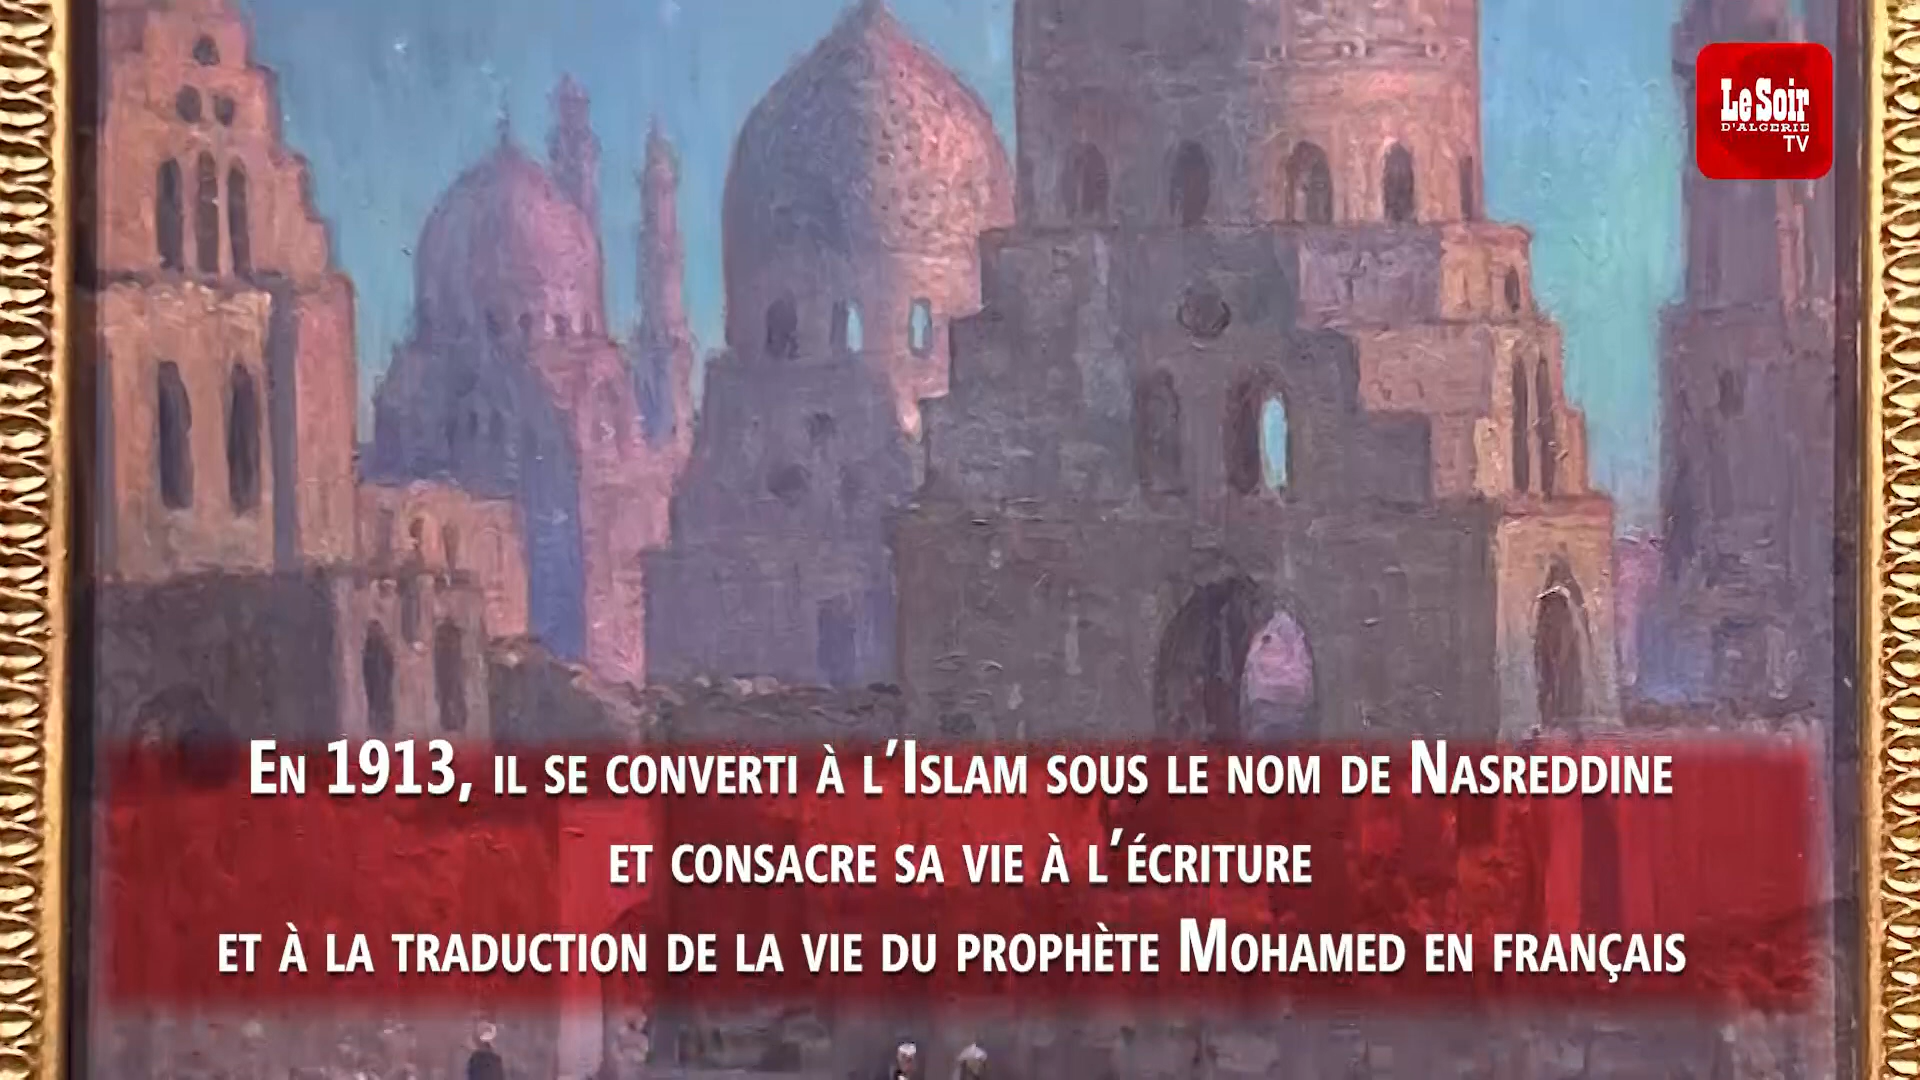 Le Soir
D'ALGERIE
TV
En 1913, il se converti à l'Islam sous le nom de Nasreddine
et consacre sa vie à l'écriture
et à la traduction de la vie du prophète Mohamed en français